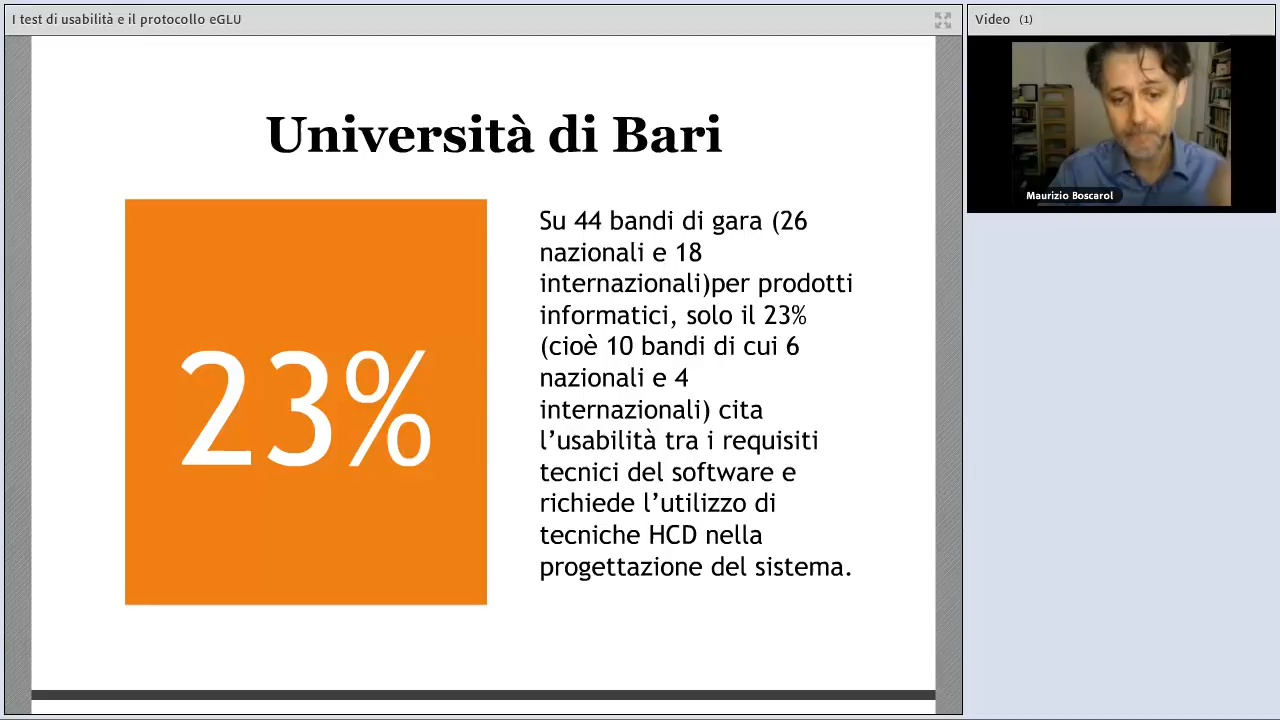 I test di usabilità e il protocollo eGLU
Video (1)
Maurizio Boscarol
Università di Bari
23%
Su 44 bandi di gara (26
nazionali e 18
internazionali)per prodotti
informatici, solo il 23%
(cioè 10 bandi di cui 6
nazionali e 4
internazionali) cita
l’usabilità tra i requisiti
tecnici del software e
richiede l’utilizzo di
tecniche HCD nella
progettazione del sistema.